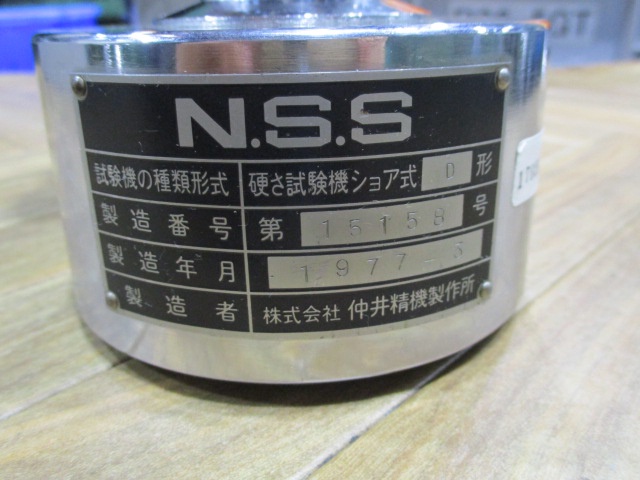 N.S.S
試験機の種類形式 硬さ試験機ショア式 D 形
製造番号 第 15158 号
製造年月 1977-3
製造者 株式会社 仲井精機製作所